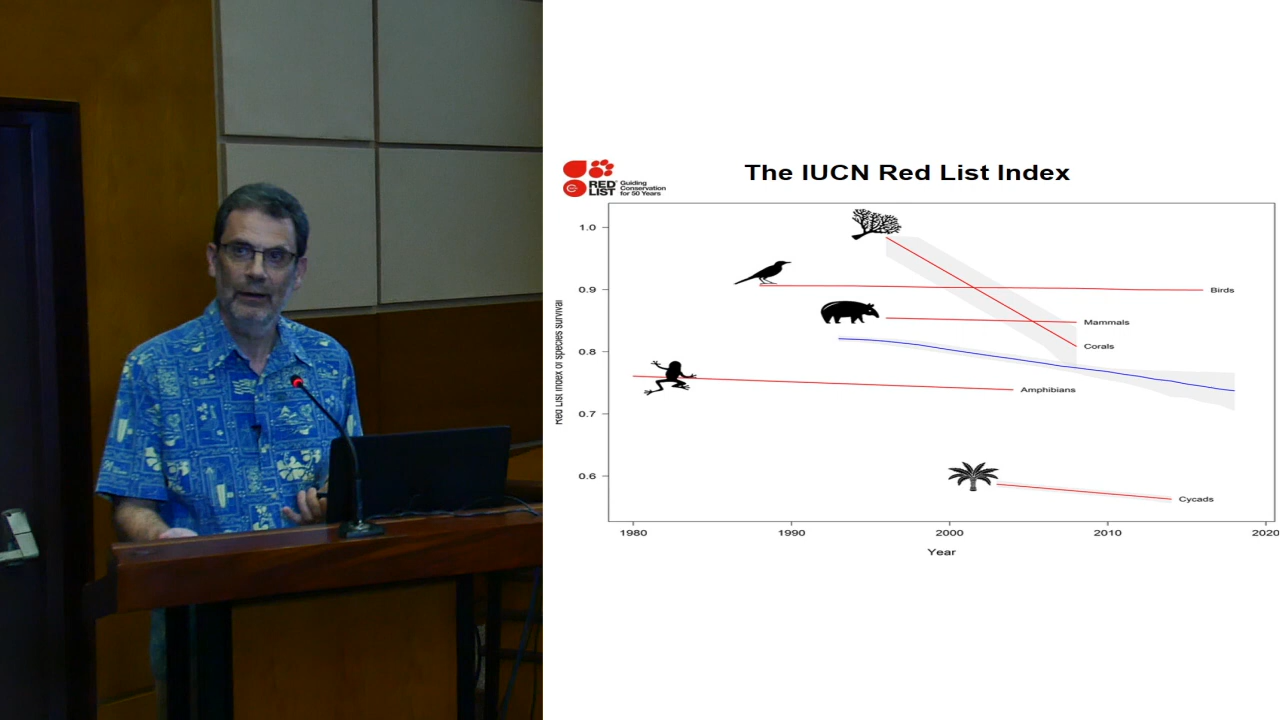 The IUCN Red List Index
RED
LIST
Guiding
Conservation
for 50 Years
Red List Index of species survival
1.0
0.9
0.8
0.7
0.6
Birds
Mammals
Corals
Amphibians
Cycads
1980
1990
2000
2010
2020
Year